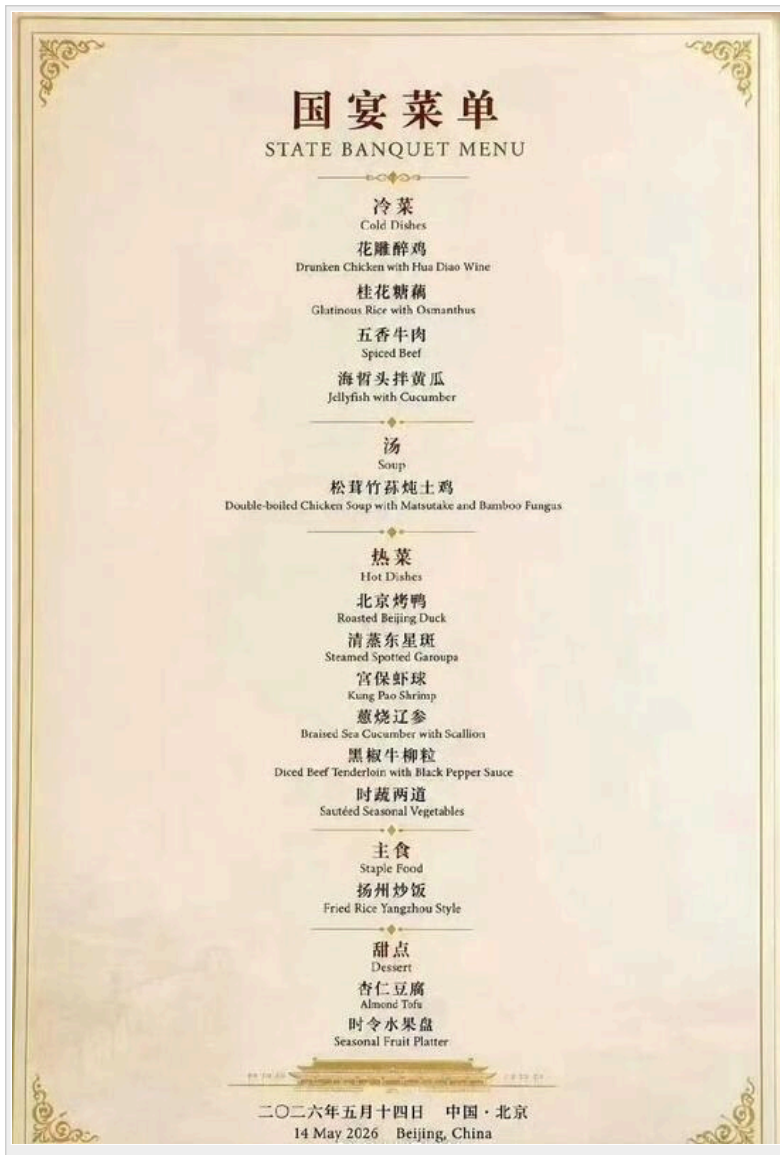 国宴菜单
STATE BANQUET MENU
冷菜
Cold Dishes
花雕醉鸡
Drunken Chicken with Hua Diao Wine
桂花糖藕
Glutinous Rice with Osmanthus
五香牛肉
Spiced Beef
海蜇头拌黄瓜
Jellyfish with Cucumber
汤
Soup
松茸竹荪炖土鸡
Double-boiled Chicken Soup with Matsutake and Bamboo Fungus
热菜
Hot Dishes
北京烤鸭
Roasted Beijing Duck
清蒸东星斑
Steamed Spotted Garoupa
宫保虾球
Kung Pao Shrimp
葱烧辽参
Braised Sea Cucumber with Scallion
黑椒牛柳粒
Diced Beef Tenderloin with Black Pepper Sauce
时蔬两道
Sautéed Seasonal Vegetables
主食
Staple Food
扬州炒饭
Fried Rice Yangzhou Style
甜点
Dessert
杏仁豆腐
Almond Tofu
时令水果盘
Seasonal Fruit Platter
二〇二六年五月十四日 中国·北京
14 May 2026 Beijing, China